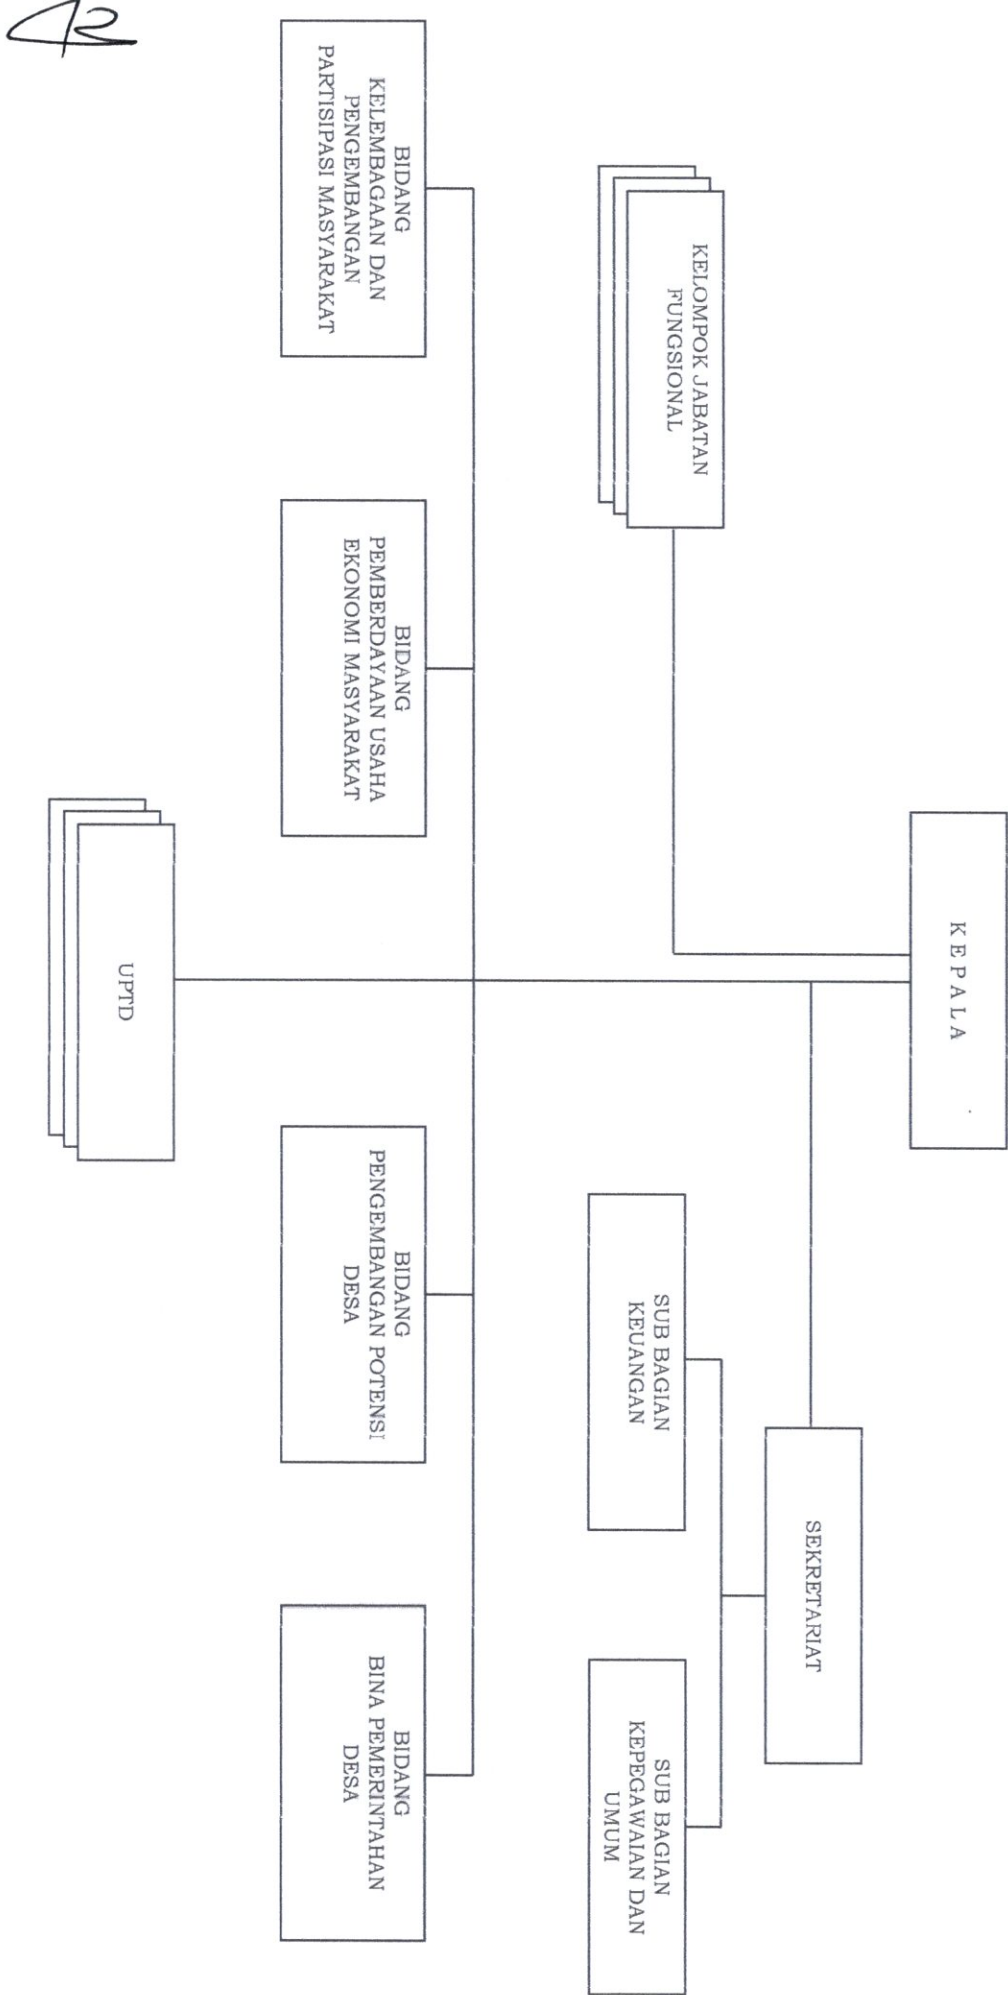 K E P A L A
SEKRETARIAT
KELOMPOK JABATAN
FUNGSIONAL
SUB BAGIAN
KEUANGAN
SUB BAGIAN
KEPEGAWAIAN DAN
UMUM
BIDANG
KELEMBAGAAN DAN
PENGEMBANGAN
PARTISIPASI MASYARAKAT
BIDANG
PEMBERDAYAAN USAHA
EKONOMI MASYARAKAT
BIDANG
PENGEMBANGAN POTENSI
DESA
BIDANG
BINA PEMERINTAHAN
DESA
UPTD